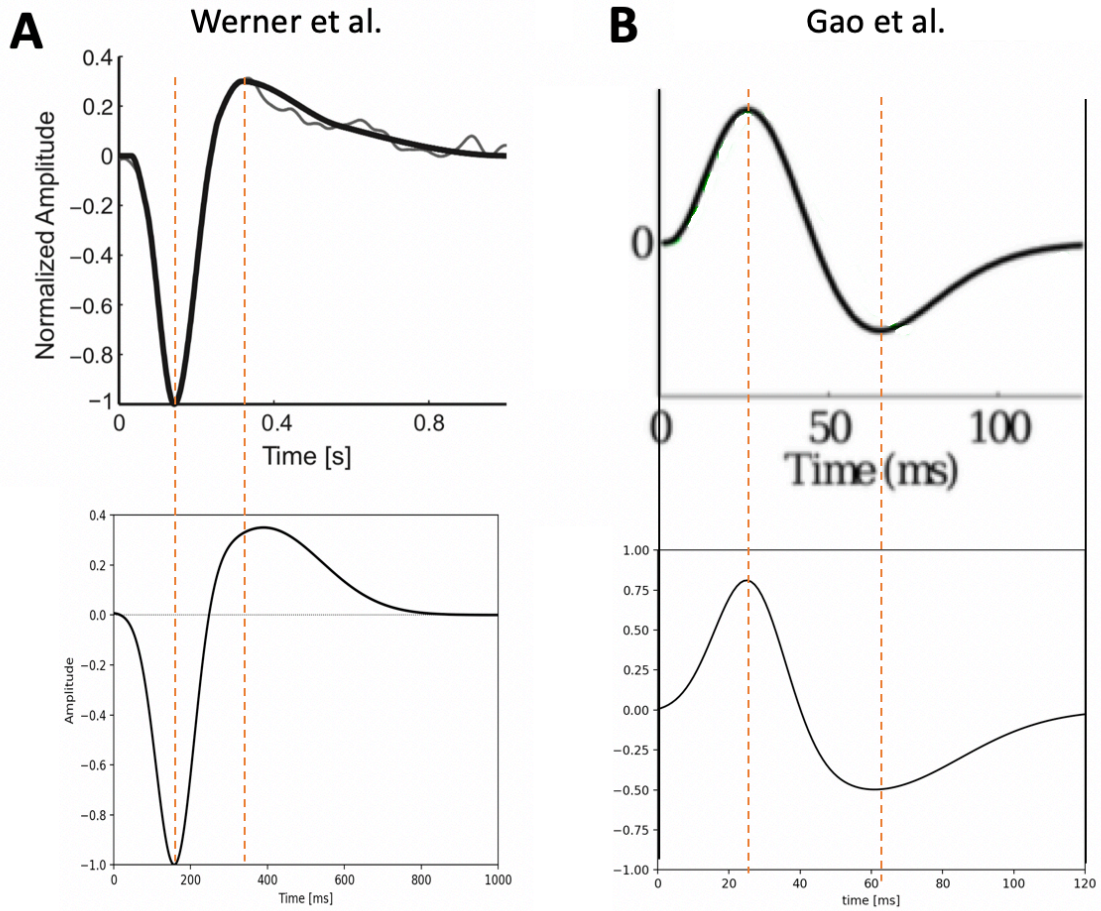 A
Werner et al.
0.4
0.2
0
−0.2
−0.4
−0.6
−0.8
−1
Normalized Amplitude
0 0.4 0.8
Time [s]
0.4
0.2
0.0
−0.2
−0.4
−0.6
−0.8
−1.0
Amplitude
0 200 400 600 800 1000
Time [ms]
B
Gao et al.
0
0 50 100
Time (ms)
1.00
0.75
0.50
0.25
0.00
−0.25
−0.50
−0.75
−1.00
0 20 40 60 80 100 120
time [ms]